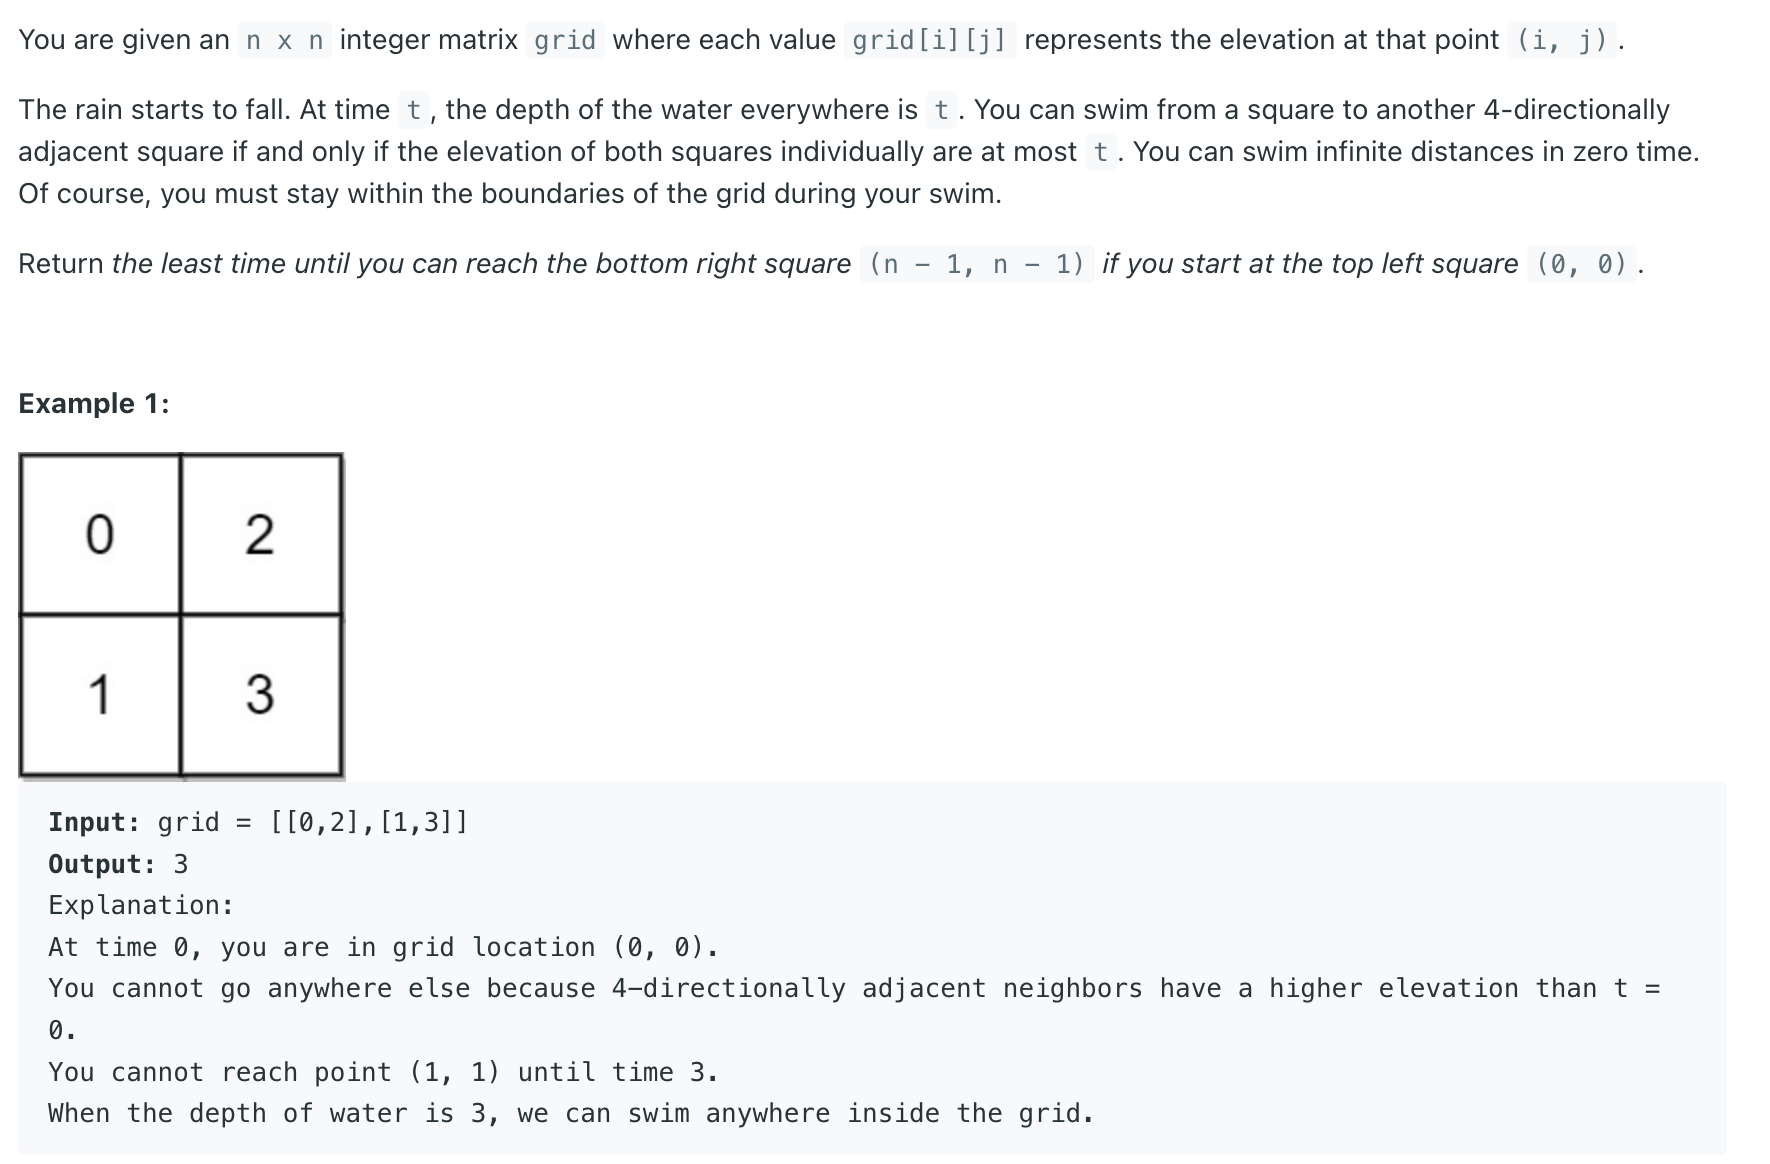 You are given an n x n integer matrix grid where each value grid[i][j] represents the elevation at that point (i, j).
The rain starts to fall. At time t, the depth of the water everywhere is t. You can swim from a square to another 4-directionally
adjacent square if and only if the elevation of both squares individually are at most t. You can swim infinite distances in zero time.
Of course, you must stay within the boundaries of the grid during your swim.
Return the least time until you can reach the bottom right square (n - 1, n - 1) if you start at the top left square (0, 0).
Example 1:
0 2
1 3
Input: grid = [[0,2],[1,3]]
Output: 3
Explanation:
At time 0, you are in grid location (0, 0).
You cannot go anywhere else because 4-directionally adjacent neighbors have a higher elevation than t =
0.
You cannot reach point (1, 1) until time 3.
When the depth of water is 3, we can swim anywhere inside the grid.